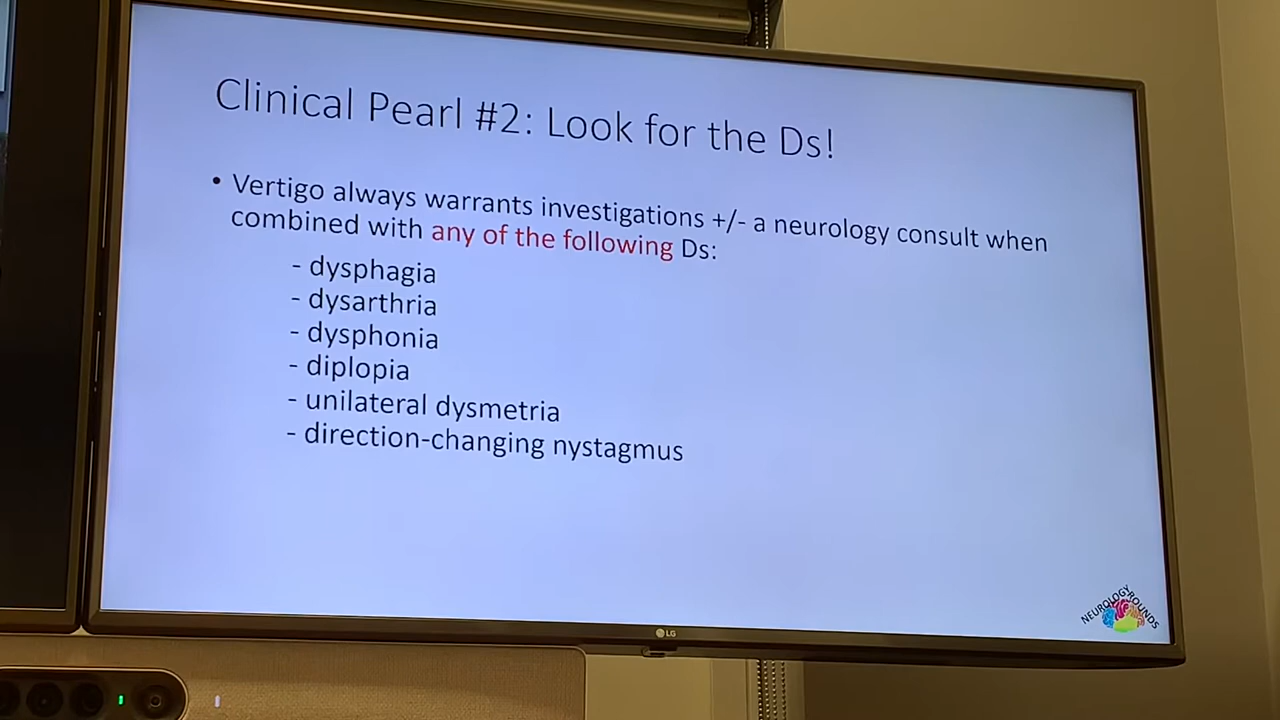 Clinical Pearl #2: Look for the Ds!
• Vertigo always warrants investigations +/- a neurology consult when
combined with any of the following Ds:
- dysphagia
- dysarthria
- dysphonia
- diplopia
- unilateral dysmetria
- direction-changing nystagmus
NEUROLOGY ROUNDS
LG